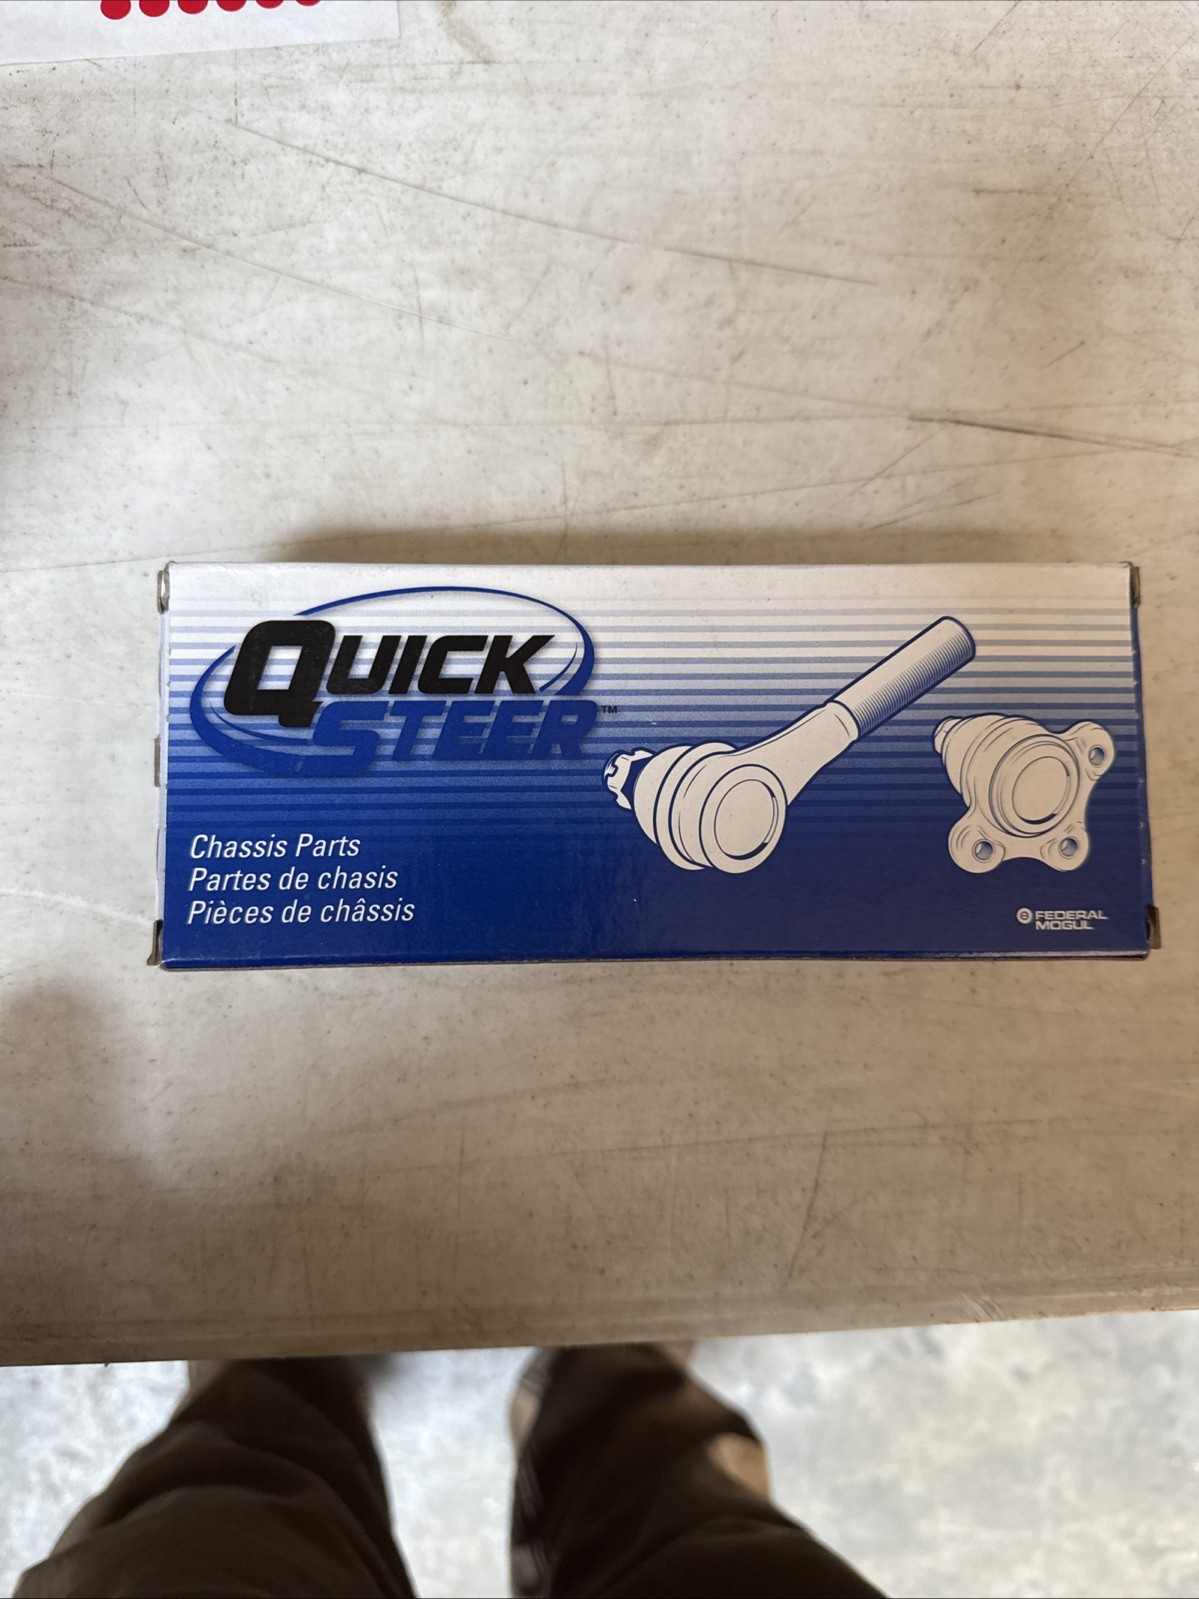 QUICK
STEER™
Chassis Parts
Partes de chasis
Pièces de châssis
FEDERAL
MOGUL